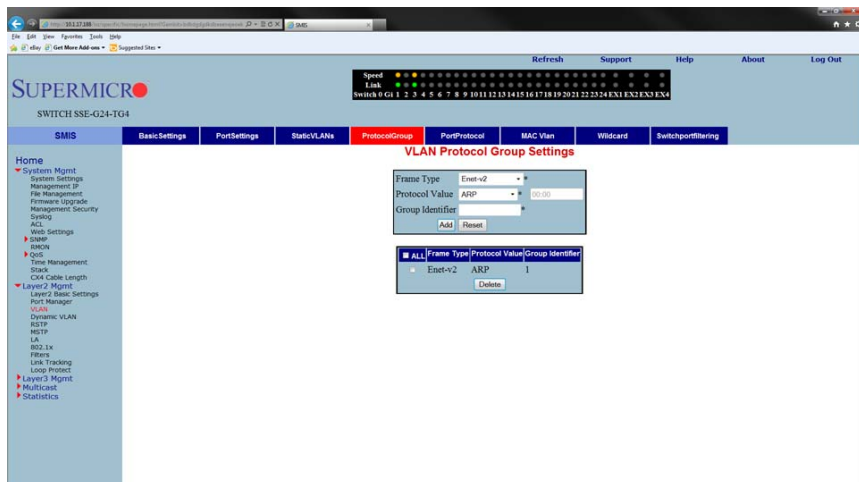 SMIS
File Edit View Favorites Tools Help
eBay Get More Add-ons Suggested Sites
Refresh Support Help About Log Out
SUPERMICRO
SWITCH SSE-G24-TG4
Speed
Link
Switch 0 Gi 1 2 3 4 5 6 7 8 9 10 11 12 13 14 15 16 17 18 19 20 21 22 23 24 EX1 EX2 EX3 EX4
SMIS BasicSettings PortSettings StaticVLANs ProtocolGroup PortProtocol MAC Vlan Wildcard Switchportfiltering
VLAN Protocol Group Settings
Home
System Mgmt
System Settings
Management IP
File Management
Firmware Upgrade
Management Security
Syslog
ACL
Web Settings
SNMP
RMON
QoS
Time Management
Stack
CX4 Cable Length
Layer2 Mgmt
Layer2 Basic Settings
Port Manager
VLAN
Dynamic VLAN
RSTP
MSTP
LA
802.1x
Filters
Link Tracking
Loop Protect
Layer3 Mgmt
Multicast
Statistics
Frame Type Enet-v2 *
Protocol Value ARP * 00:00
Group Identifier *
Add Reset
ALL Frame Type Protocol Value Group Identifier
Enet-v2 ARP 1
Delete